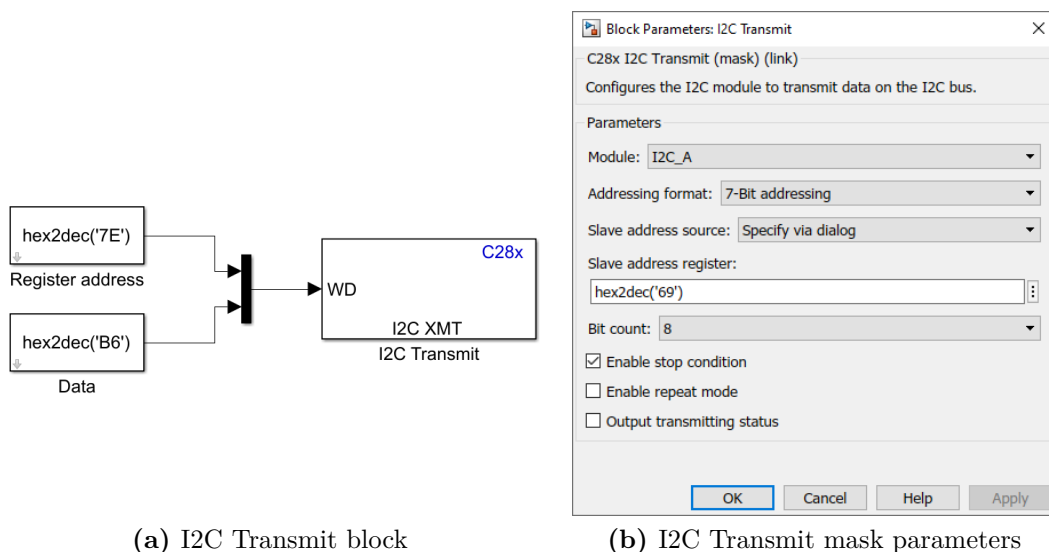 hex2dec('7E')
Register address
hex2dec('B6')
Data
C28x
WD
I2C XMT
I2C Transmit
(a) I2C Transmit block
Block Parameters: I2C Transmit
C28x I2C Transmit (mask) (link)
Configures the I2C module to transmit data on the I2C bus.
Parameters
Module: I2C_A
Addressing format: 7-Bit addressing
Slave address source: Specify via dialog
Slave address register:
hex2dec('69')
Bit count: 8
Enable stop condition
Enable repeat mode
Output transmitting status
OK Cancel Help Apply
(b) I2C Transmit mask parameters